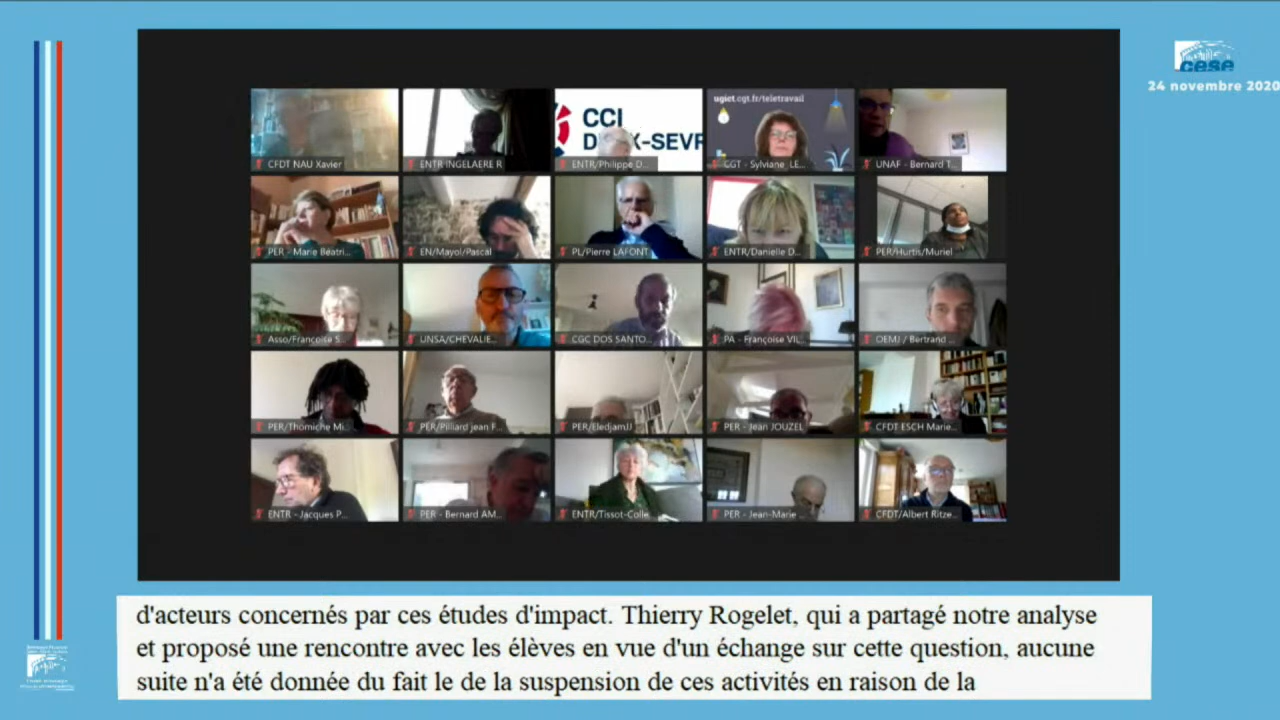 cese
24 novembre 2020
CFDT NAU Xavier
ENTR INGELAERE R
CCI
ENTR/Philippe D...
ugict.cgt.fr/teletravail
CGT - Sylviane_LE...
UNAF - Bernard T...
PER - Marie Beatri...
EN/Mayol/Pascal
PL/Pierre LAFONT
ENTR/Danielle D...
PER/Hurtis/Muriel
Asso/Françoise S...
UNSA/CHEVALIE...
CGC DOS SANTO...
PA - Françoise VIL...
OEMJ / Bertrand ...
PER/Thomiche Mi...
PER/Pilliard jean F...
PER/EledjamJJ
PER - Jean JOUZEL
CFDT ESCH Marie...
ENTR - Jacques P...
PER - Bernard AM...
ENTR/Tissot-Colle
PER - Jean-Marie ...
CFDT/Albert Ritze...
d'acteurs concernés par ces études d'impact. Thierry Rogelet, qui a partagé notre analyse
et proposé une rencontre avec les élèves en vue d'un échange sur cette question, aucune
suite n'a été donnée du fait le de la suspension de ces activités en raison de la